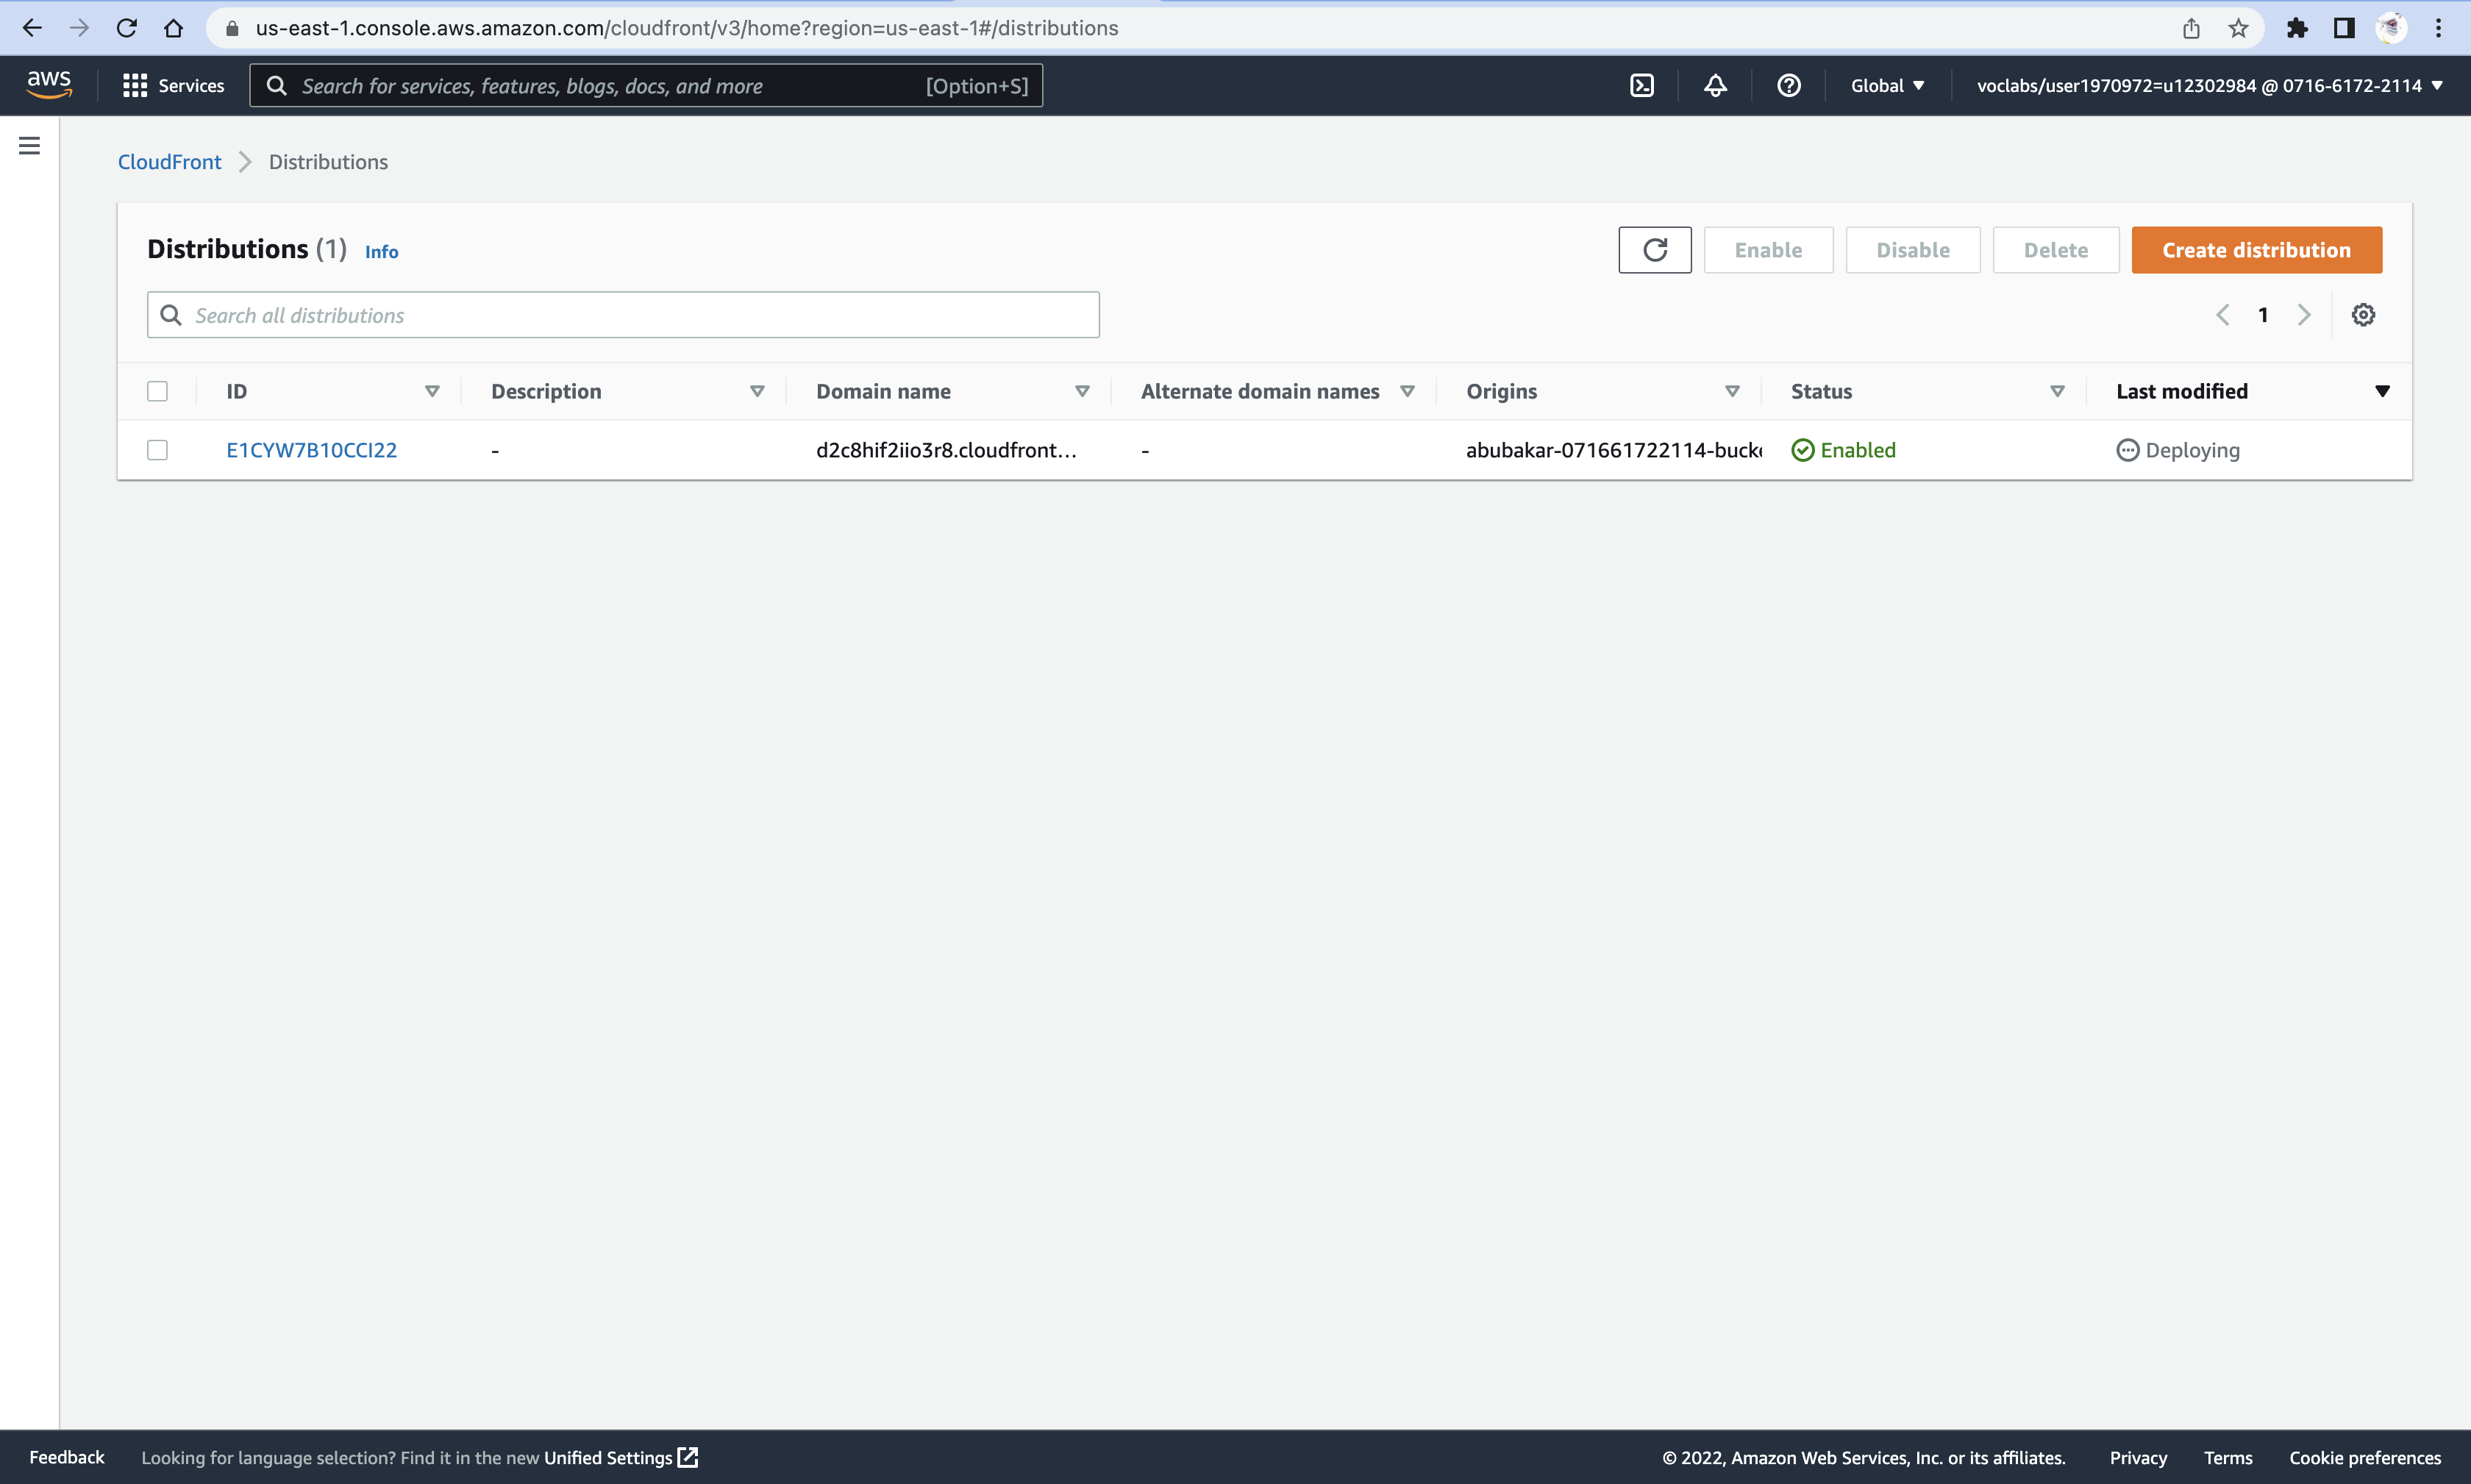 us-east-1.console.aws.amazon.com/cloudfront/v3/home?region=us-east-1#/distributions
aws Services Search for services, features, blogs, docs, and more [Option+S] Global voclabs/user1970972=u12302984 @ 0716-6172-2114
CloudFront Distributions
Distributions (1) Info Enable Disable Delete Create distribution
Search all distributions 1
ID Description Domain name Alternate domain names Origins Status Last modified
E1CYW7B10CCI22 - d2c8hif2iio3r8.cloudfront... - abubakar-071661722114-bucke Enabled Deploying
Feedback Looking for language selection? Find it in the new Unified Settings © 2022, Amazon Web Services, Inc. or its affiliates. Privacy Terms Cookie preferences